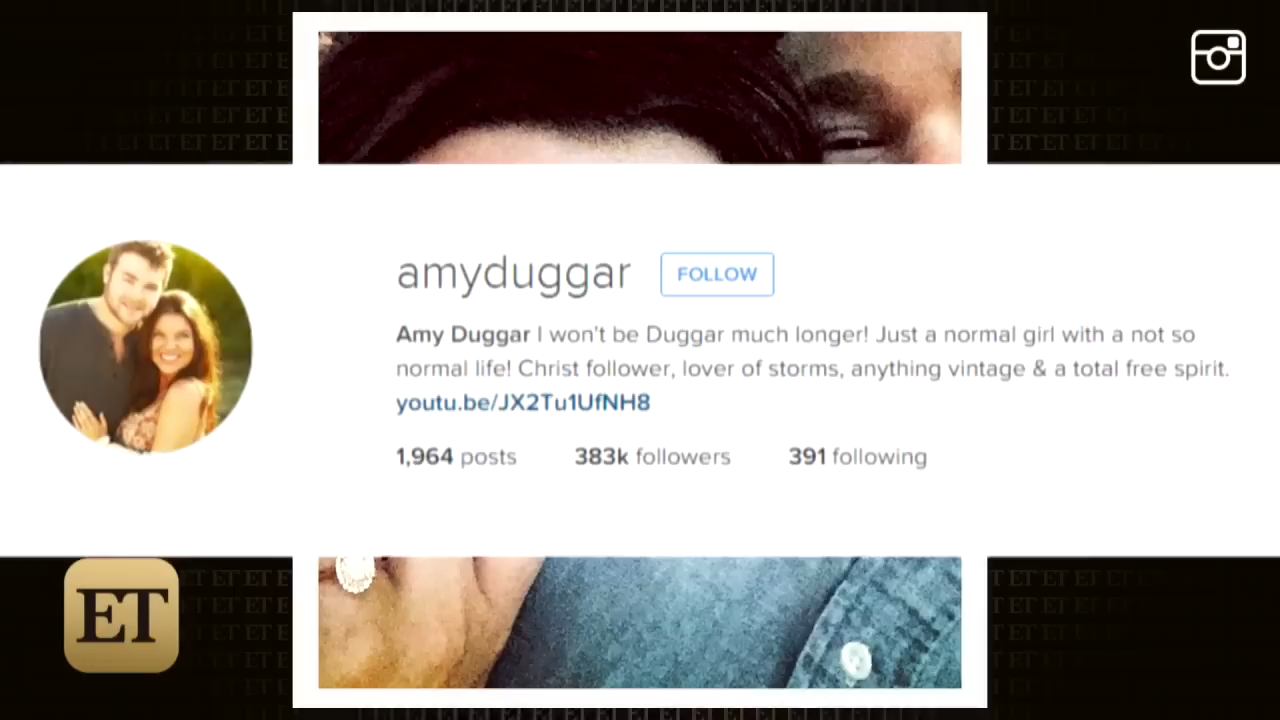 amyduggar FOLLOW
Amy Duggar I won't be Duggar much longer! Just a normal girl with a not so
normal life! Christ follower, lover of storms, anything vintage & a total free spirit.
youtu.be/JX2Tu1UfNH8
1,964 posts 383k followers 391 following
ET